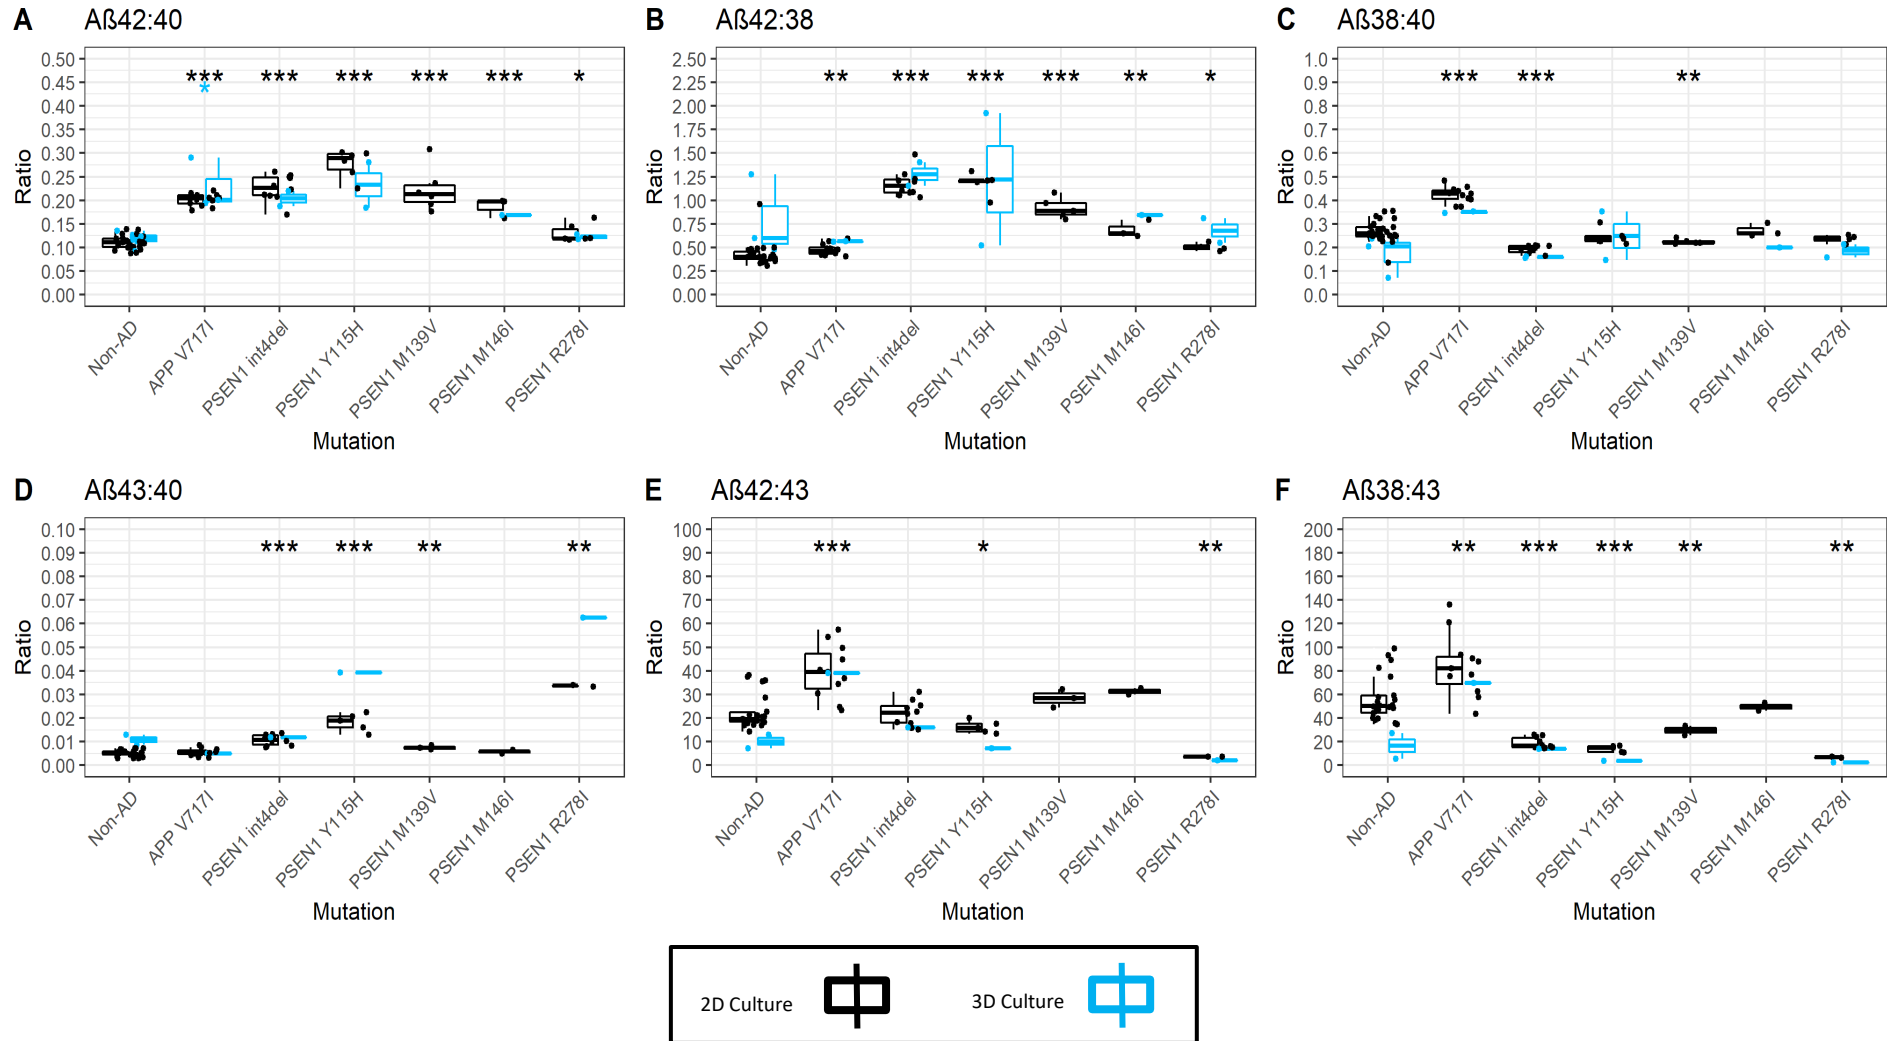 A Aß42:40
0.50
0.45
0.40
0.35
0.30
0.25
0.20
0.15
0.10
0.05
0.00
Ratio
*** *** *** *** *** *
*
Non-AD
APP V717I
PSEN1 int4del
PSEN1 Y115H
PSEN1 M139V
PSEN1 M146I
PSEN1 R278I
Mutation
B Aß42:38
2.50
2.25
2.00
1.75
1.50
1.25
1.00
0.75
0.50
0.25
0.00
Ratio
** *** *** *** ** *
Non-AD
APP V717I
PSEN1 int4del
PSEN1 Y115H
PSEN1 M139V
PSEN1 M146I
PSEN1 R278I
Mutation
C Aß38:40
1.0
0.9
0.8
0.7
0.6
0.5
0.4
0.3
0.2
0.1
0.0
Ratio
*** *** **
Non-AD
APP V717I
PSEN1 int4del
PSEN1 Y115H
PSEN1 M139V
PSEN1 M146I
PSEN1 R278I
Mutation
D Aß43:40
0.10
0.09
0.08
0.07
0.06
0.05
0.04
0.03
0.02
0.01
0.00
Ratio
*** *** ** **
Non-AD
APP V717I
PSEN1 int4del
PSEN1 Y115H
PSEN1 M139V
PSEN1 M146I
PSEN1 R278I
Mutation
E Aß42:43
100
90
80
70
60
50
40
30
20
10
0
Ratio
*** * **
Non-AD
APP V717I
PSEN1 int4del
PSEN1 Y115H
PSEN1 M139V
PSEN1 M146I
PSEN1 R278I
Mutation
F Aß38:43
200
180
160
140
120
100
80
60
40
20
0
Ratio
** *** *** ** **
Non-AD
APP V717I
PSEN1 int4del
PSEN1 Y115H
PSEN1 M139V
PSEN1 M146I
PSEN1 R278I
Mutation
2D Culture 3D Culture